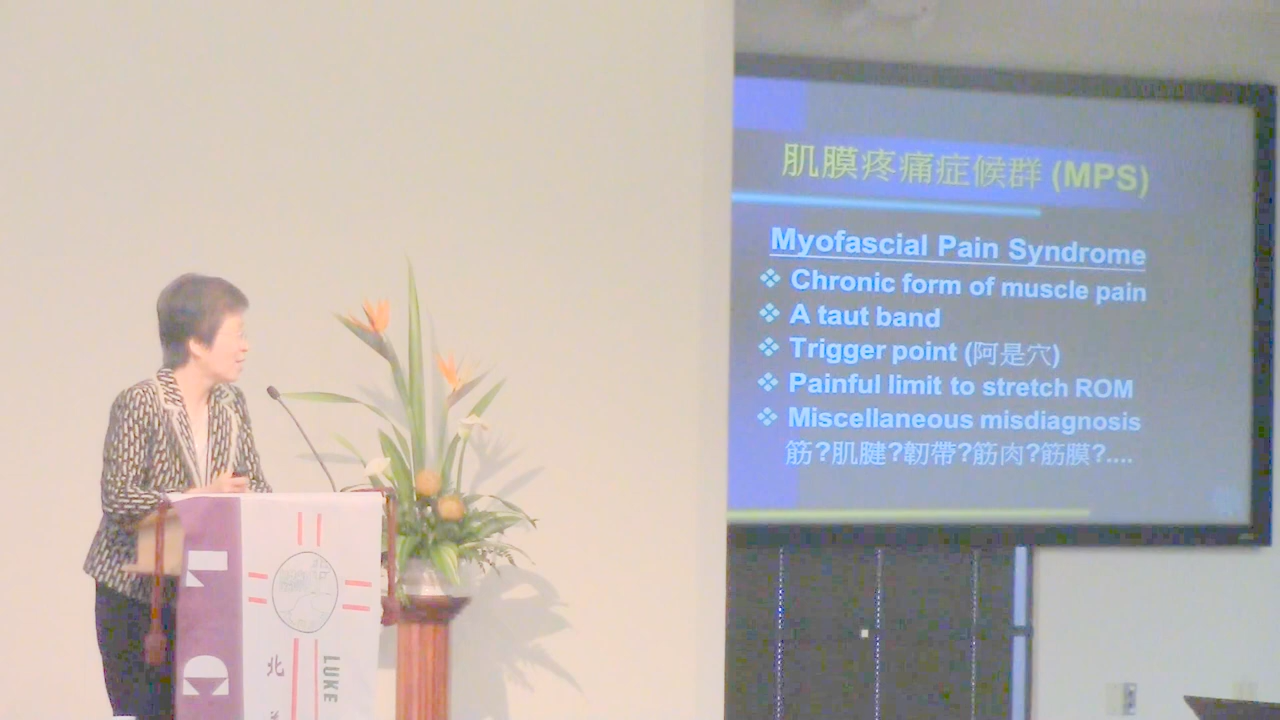 肌膜疼痛症候群 (MPS)
Myofascial Pain Syndrome
❖ Chronic form of muscle pain
❖ A taut band
❖ Trigger point (阿是穴)
❖ Painful limit to stretch ROM
❖ Miscellaneous misdiagnosis
筋?肌腱?韌帶?筋肉?筋膜?....
北
LUKE